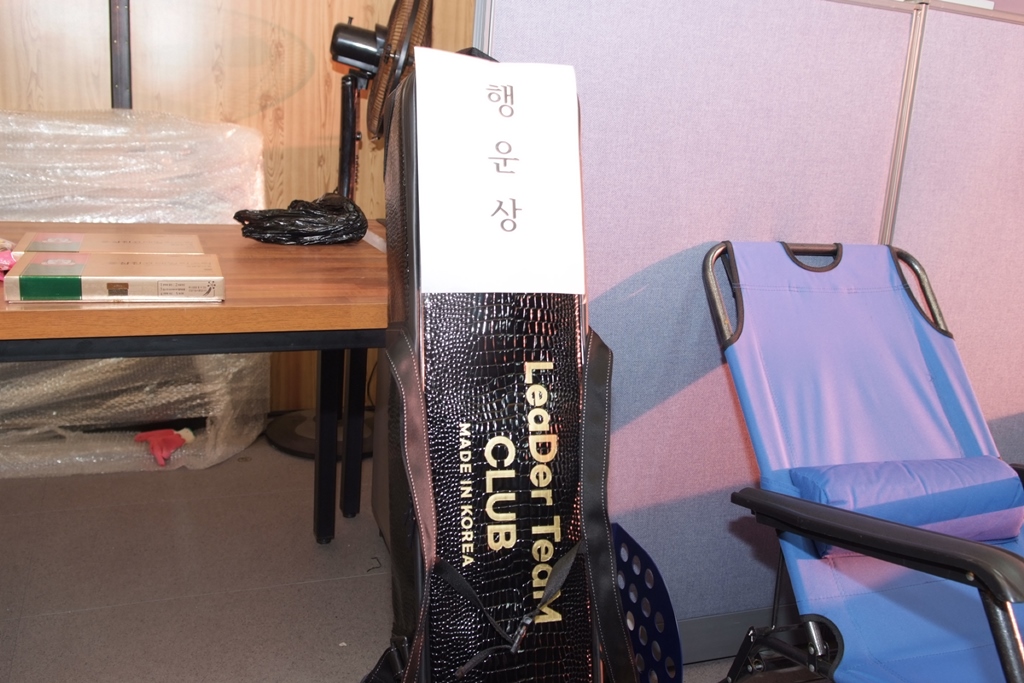 행운상
LeaDer TeaM
CLUB
MADE IN KOREA